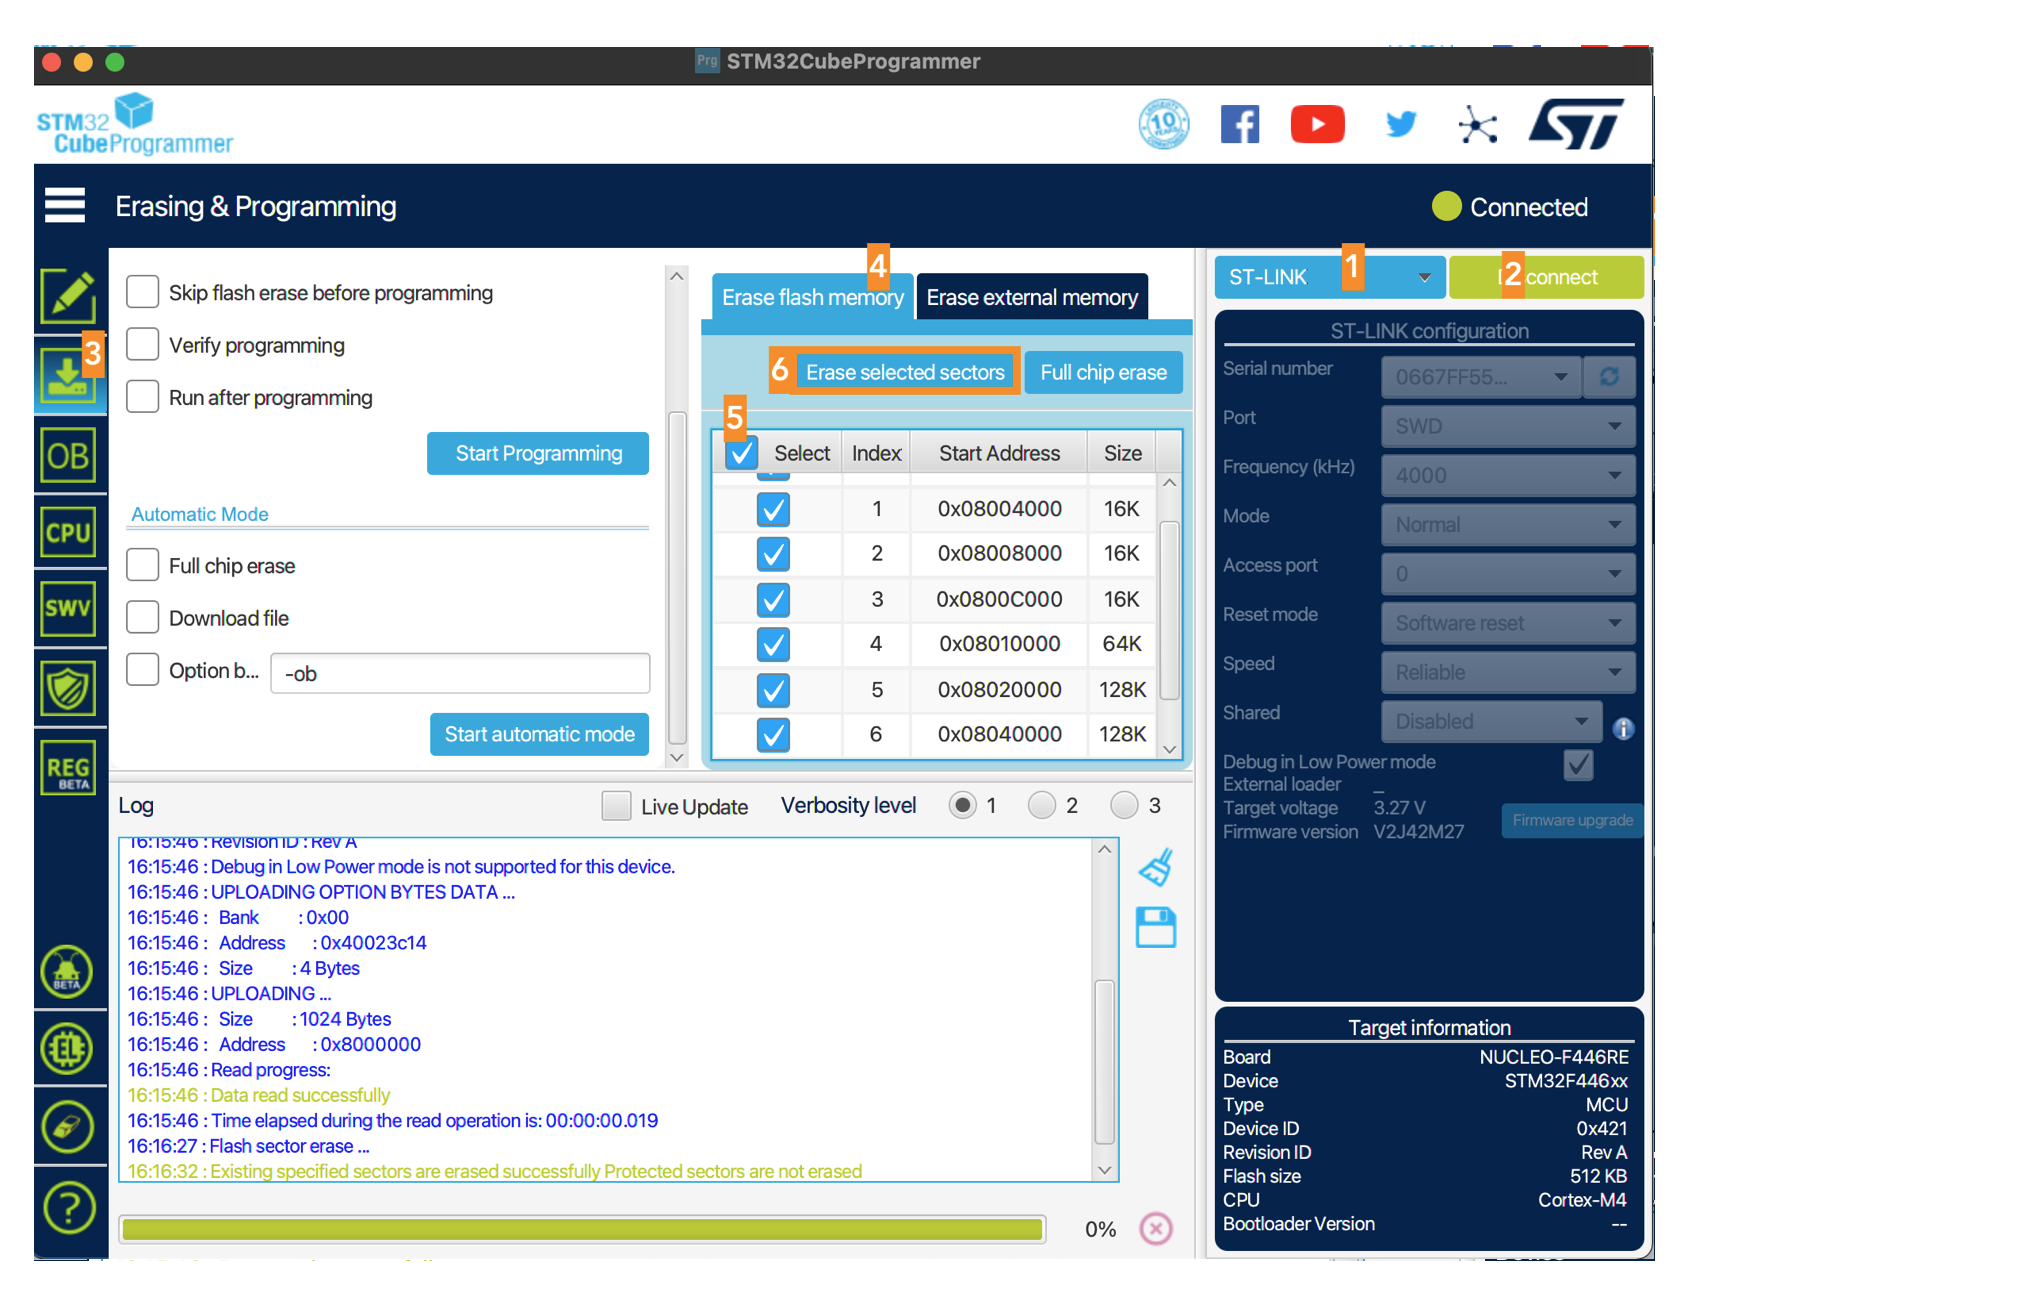 Prg STM32CubeProgrammer
STM32
CubeProgrammer
10
ST
Erasing & Programming
Connected
Skip flash erase before programming
Verify programming
Run after programming
Start Programming
Automatic Mode
Full chip erase
Download file
Option b... -ob
Start automatic mode
3
OB
CPU
SWV
REG
BETA
BETA
EL
?
4
Erase flash memory Erase external memory
6 Erase selected sectors Full chip erase
5
Select Index Start Address Size
1 0x08004000 16K
2 0x08008000 16K
3 0x0800C000 16K
4 0x08010000 64K
5 0x08020000 128K
6 0x08040000 128K
ST-LINK 1
2 connect
ST-LINK configuration
Serial number 0667FF55...
Port SWD
Frequency (kHz) 4000
Mode Normal
Access port 0
Reset mode Software reset
Speed Reliable
Shared Disabled
Debug in Low Power mode
External loader _
Target voltage 3.27 V
Firmware version V2J42M27 Firmware upgrade
Log Live Update Verbosity level 1 2 3
16:15:46 : Revision ID : Rev A
16:15:46 : Debug in Low Power mode is not supported for this device.
16:15:46 : UPLOADING OPTION BYTES DATA ...
16:15:46 : Bank : 0x00
16:15:46 : Address : 0x40023c14
16:15:46 : Size : 4 Bytes
16:15:46 : UPLOADING ...
16:15:46 : Size : 1024 Bytes
16:15:46 : Address : 0x8000000
16:15:46 : Read progress:
16:15:46 : Data read successfully
16:15:46 : Time elapsed during the read operation is: 00:00:00.019
16:16:27 : Flash sector erase ...
16:16:32 : Existing specified sectors are erased successfully Protected sectors are not erased
0%
Target information
Board NUCLEO-F446RE
Device STM32F446xx
Type MCU
Device ID 0x421
Revision ID Rev A
Flash size 512 KB
CPU Cortex-M4
Bootloader Version --